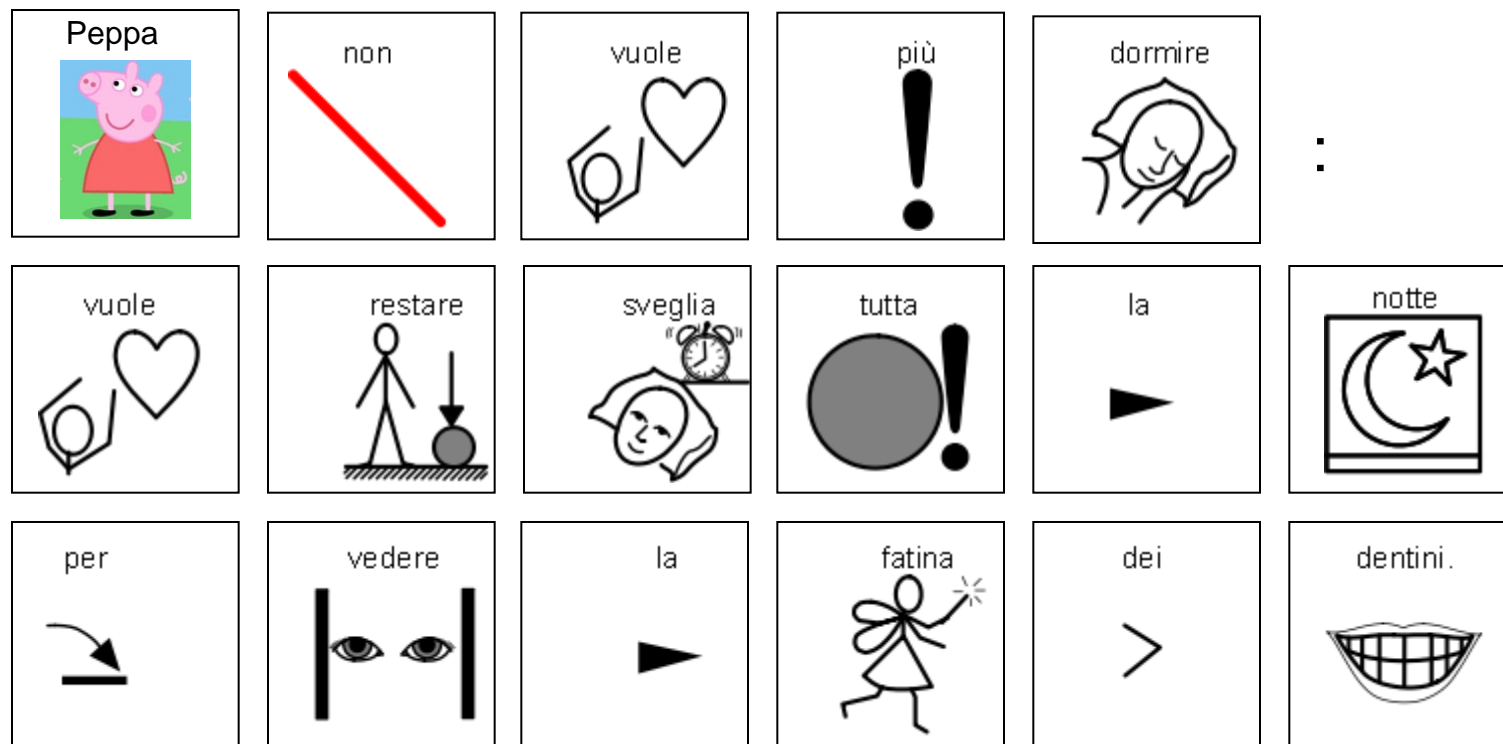 Peppa non vuole più dormire :
vuole restare sveglia tutta la notte
per vedere la fatina dei dentini.